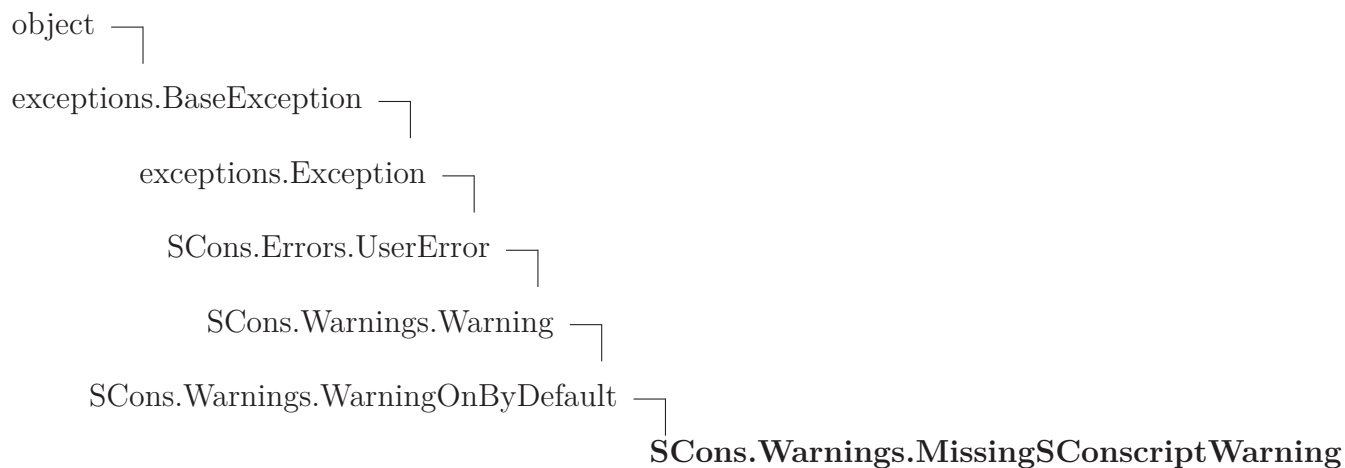 object
exceptions.BaseException
exceptions.Exception
SCons.Errors.UserError
SCons.Warnings.Warning
SCons.Warnings.WarningOnByDefault
SCons.Warnings.MissingSConscriptWarning